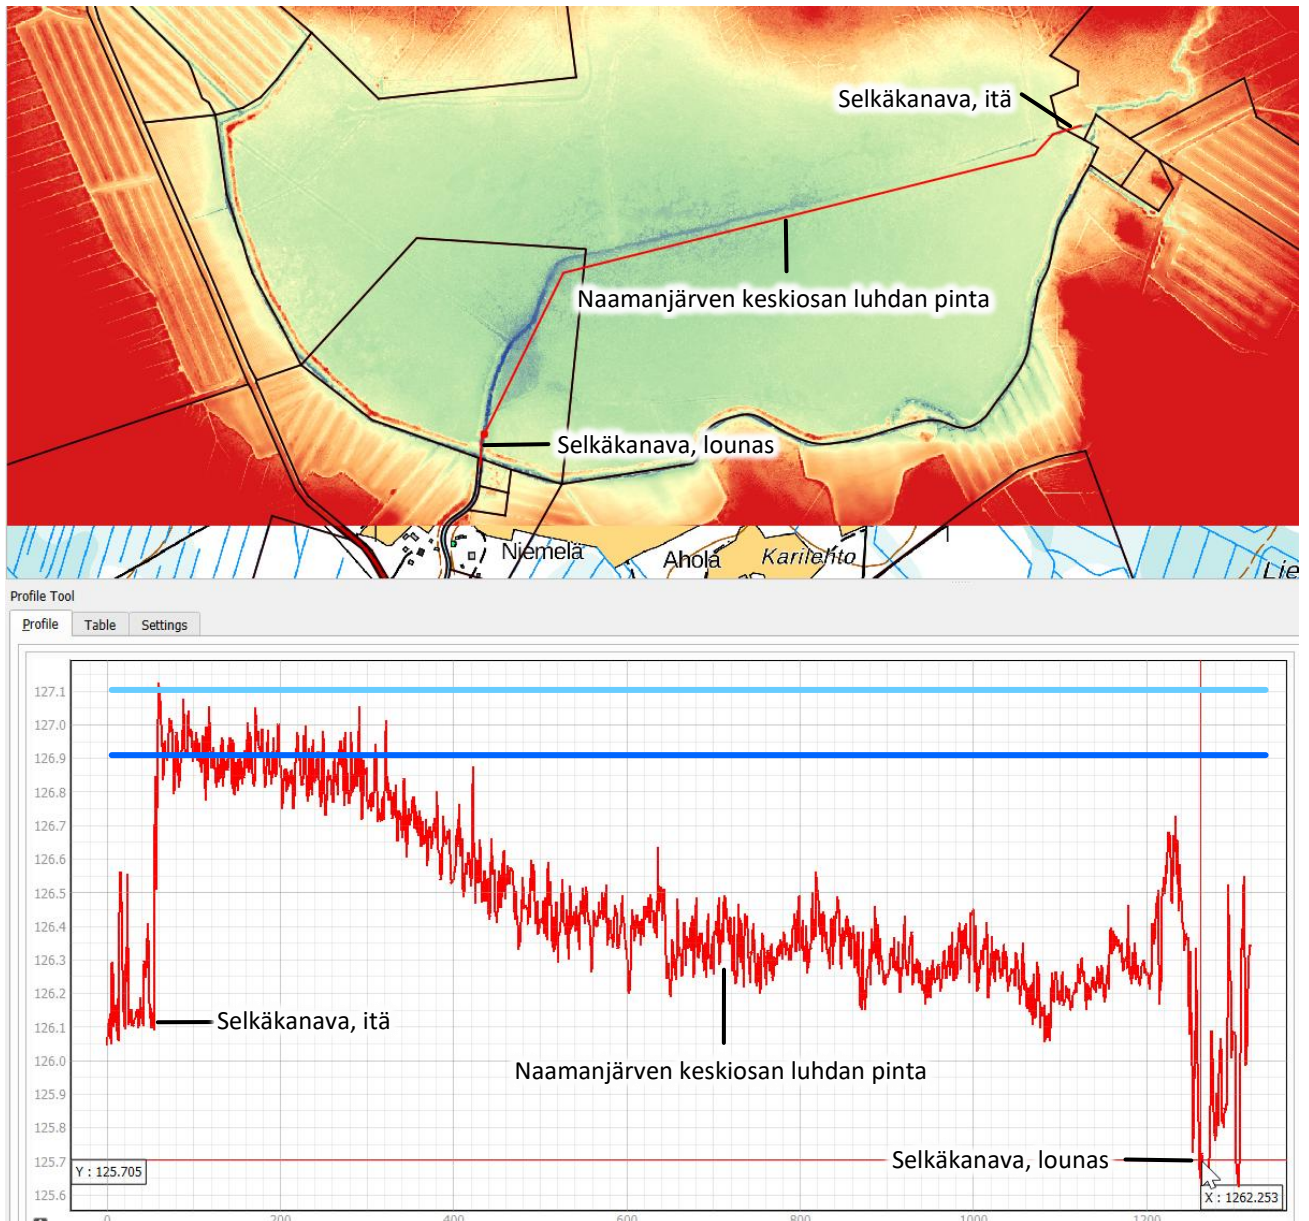 Selkäkanava, itä
Naamanjärven keskiosan luhdan pinta
Selkäkanava, lounas
Niemelä
Ahola
Karilehto
Lie
Profile Tool
Profile
Table
Settings
127.1
127.0
126.9
126.8
126.7
126.6
126.5
126.4
126.3
126.2
126.1
126.0
125.9
125.8
125.7
125.6
Selkäkanava, itä
Naamanjärven keskiosan luhdan pinta
Selkäkanava, lounas
Y : 125.705
X : 1262.253
0
200
400
600
800
1000
1200